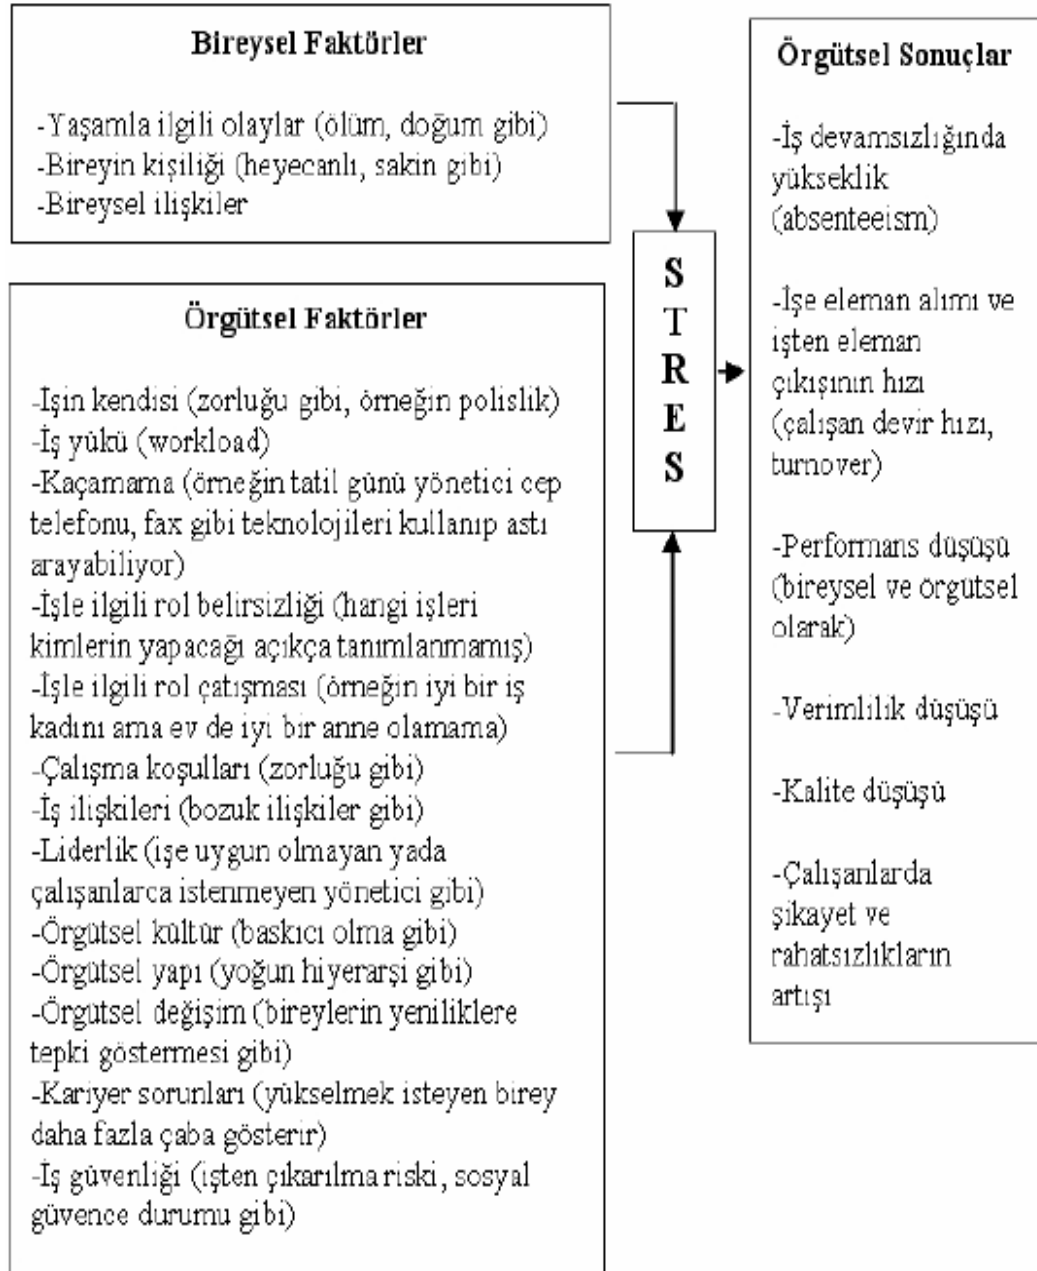 Bireysel Faktörler
-Yaşamla ilgili olaylar (ölüm, doğum gibi)
-Bireyin kişiliği (heyecanlı, sakin gibi)
-Bireysel ilişkiler
Örgütsel Faktörler
-İşin kendisi (zorluğu gibi, örneğin polislik)
-İş yükü (workload)
-Kaçamama (örneğin tatil günü yönetici cep
telefonu, fax gibi teknolojileri kullanıp astı
arayabiliyor)
-İşle ilgili rol belirsizliği (hangi işleri
kimlerin yapacağı açıkça tanımlanmamış)
-İşle ilgili rol çatışması (örneğin iyi bir iş
kadını ama ev de iyi bir anne olamama)
-Çalışma koşulları (zorluğu gibi)
-İş ilişkileri (bozuk ilişkiler gibi)
-Liderlik (işe uygun olmayan yada
çalışanlarca istenmeyen yönetici gibi)
-Örgütsel kültür (baskıcı olma gibi)
-Örgütsel yapı (yoğun hiyerarşi gibi)
-Örgütsel değişim (bireylerin yeniliklere
tepki göstermesi gibi)
-Kariyer sorunları (yükselmek isteyen birey
daha fazla çaba gösterir)
-İş güvenliği (işten çıkarılma riski, sosyal
güvence durumu gibi)
S
T
R
E
S
Örgütsel Sonuçlar
-İş devamsızlığında
yükseklik
(absenteeism)
-İşe eleman alımı ve
işten eleman
çıkışının hızı
(çalışan devir hızı,
turnover)
-Performans düşüşü
(bireysel ve örgütsel
olarak)
-Verimlilik düşüşü
-Kalite düşüşü
-Çalışanlarda
şikayet ve
rahatsızlıkların
artışı